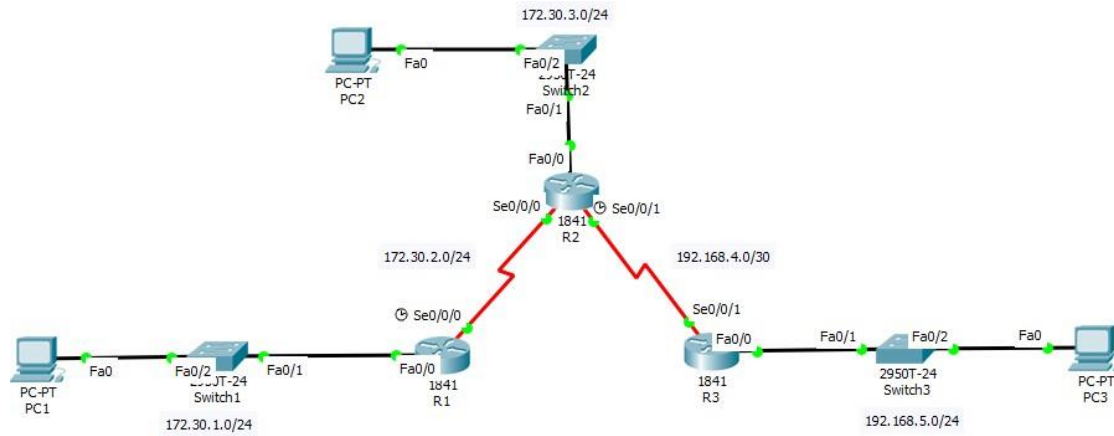 172.30.3.0/24
Fa0
Fa0/2
PC-PT
PC2
2950T-24
Switch2
Fa0/1
Fa0/0
Se0/0/0
Se0/0/1
1841
R2
172.30.2.0/24
192.168.4.0/30
Se0/0/0
Se0/0/1
Fa0
Fa0/2
Fa0/1
Fa0/0
Fa0/0
Fa0/1
Fa0/2
Fa0
PC-PT
PC1
2950T-24
Switch1
1841
R1
1841
R3
2950T-24
Switch3
PC-PT
PC3
172.30.1.0/24
192.168.5.0/24